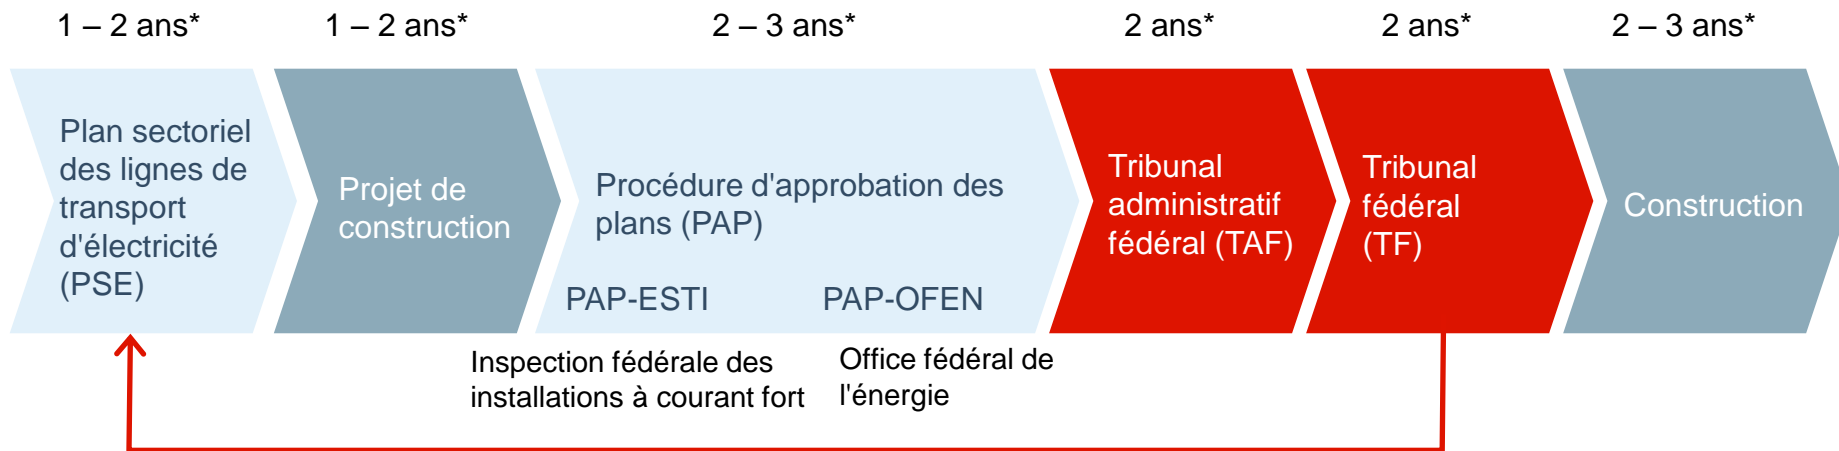 1 – 2 ans*
1 – 2 ans*
2 – 3 ans*
2 ans*
2 ans*
2 – 3 ans*
Plan sectoriel
des lignes de
transport
d'électricité
(PSE)
Projet de
construction
Procédure d'approbation des
plans (PAP)
PAP-ESTI
PAP-OFEN
Tribunal
administratif
fédéral (TAF)
Tribunal
fédéral
(TF)
Construction
Inspection fédérale des
installations à courant fort
Office fédéral de
l'énergie